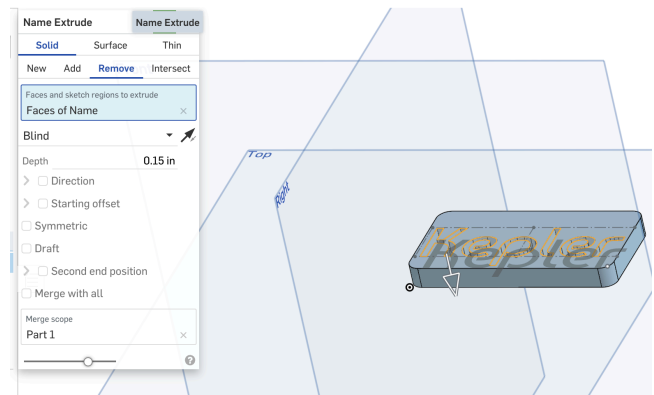 Name Extrude
Name Extrude
Solid Surface Thin
New Add Remove Intersect
Faces and sketch regions to extrude
Faces of Name
Blind
Depth 0.15 in
Direction
Starting offset
Symmetric
Draft
Second end position
Merge with all
Merge scope
Part 1
Top
Right
Kepler